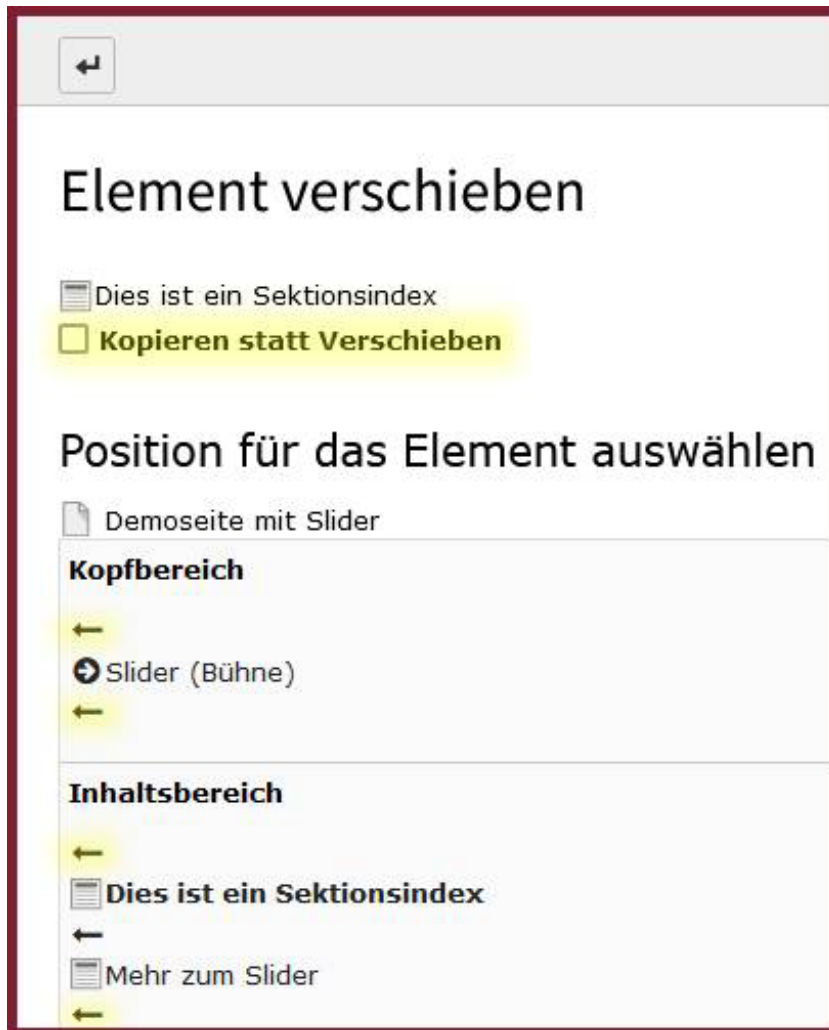 Element verschieben
Dies ist ein Sektionsindex
Kopieren statt Verschieben
Position für das Element auswählen
Demoseite mit Slider
Kopfbereich
Slider (Bühne)
Inhaltsbereich
Dies ist ein Sektionsindex
Mehr zum Slider